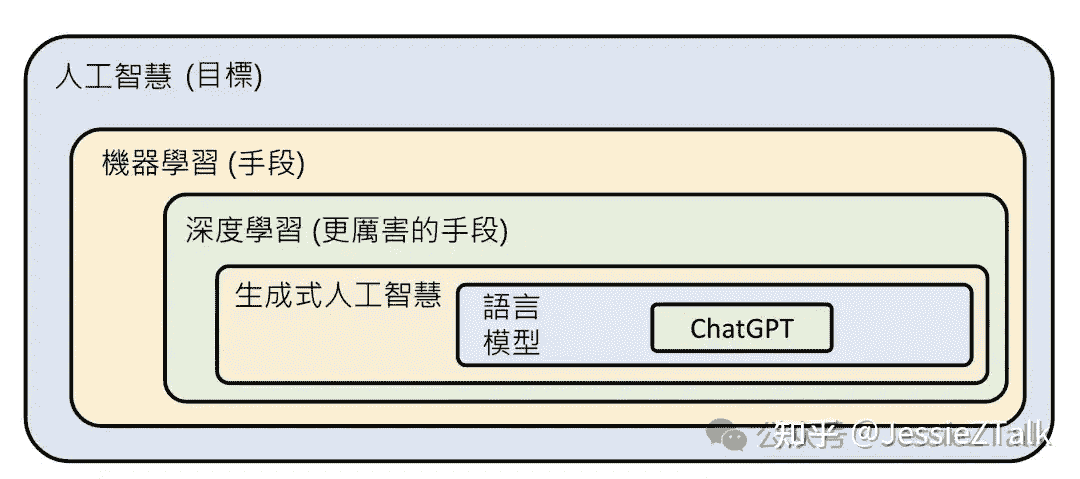 人工智慧 (目標)
機器學習 (手段)
深度學習 (更厲害的手段)
生成式人工智慧
語言
模型
ChatGPT
知乎 @JessieZTalk